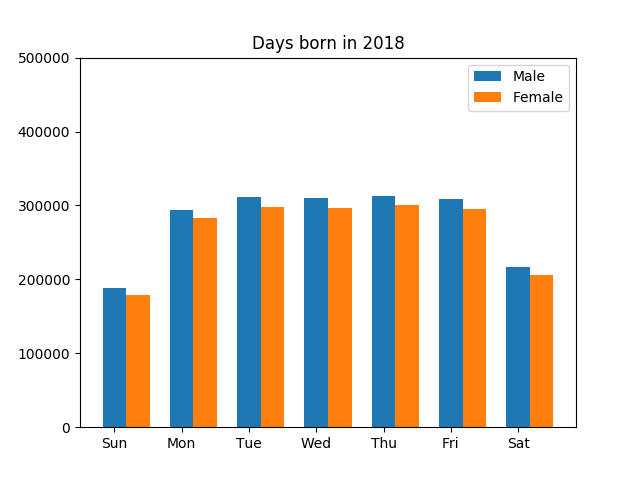 Days born in 2018
500000
400000
300000
200000
100000
0
Male
Female
Sun Mon Tue Wed Thu Fri Sat